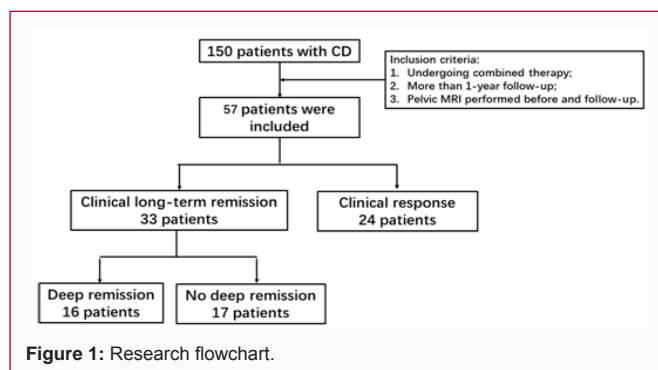 150 patients with CD
Inclusion criteria:
1. Undergoing combined therapy;
2. More than 1-year follow-up;
3. Pelvic MRI performed before and follow-up.
57 patients were
included
Clinical long-term remission
33 patients
Clinical response
24 patients
Deep remission
16 patients
No deep remission
17 patients
Figure 1: Research flowchart.